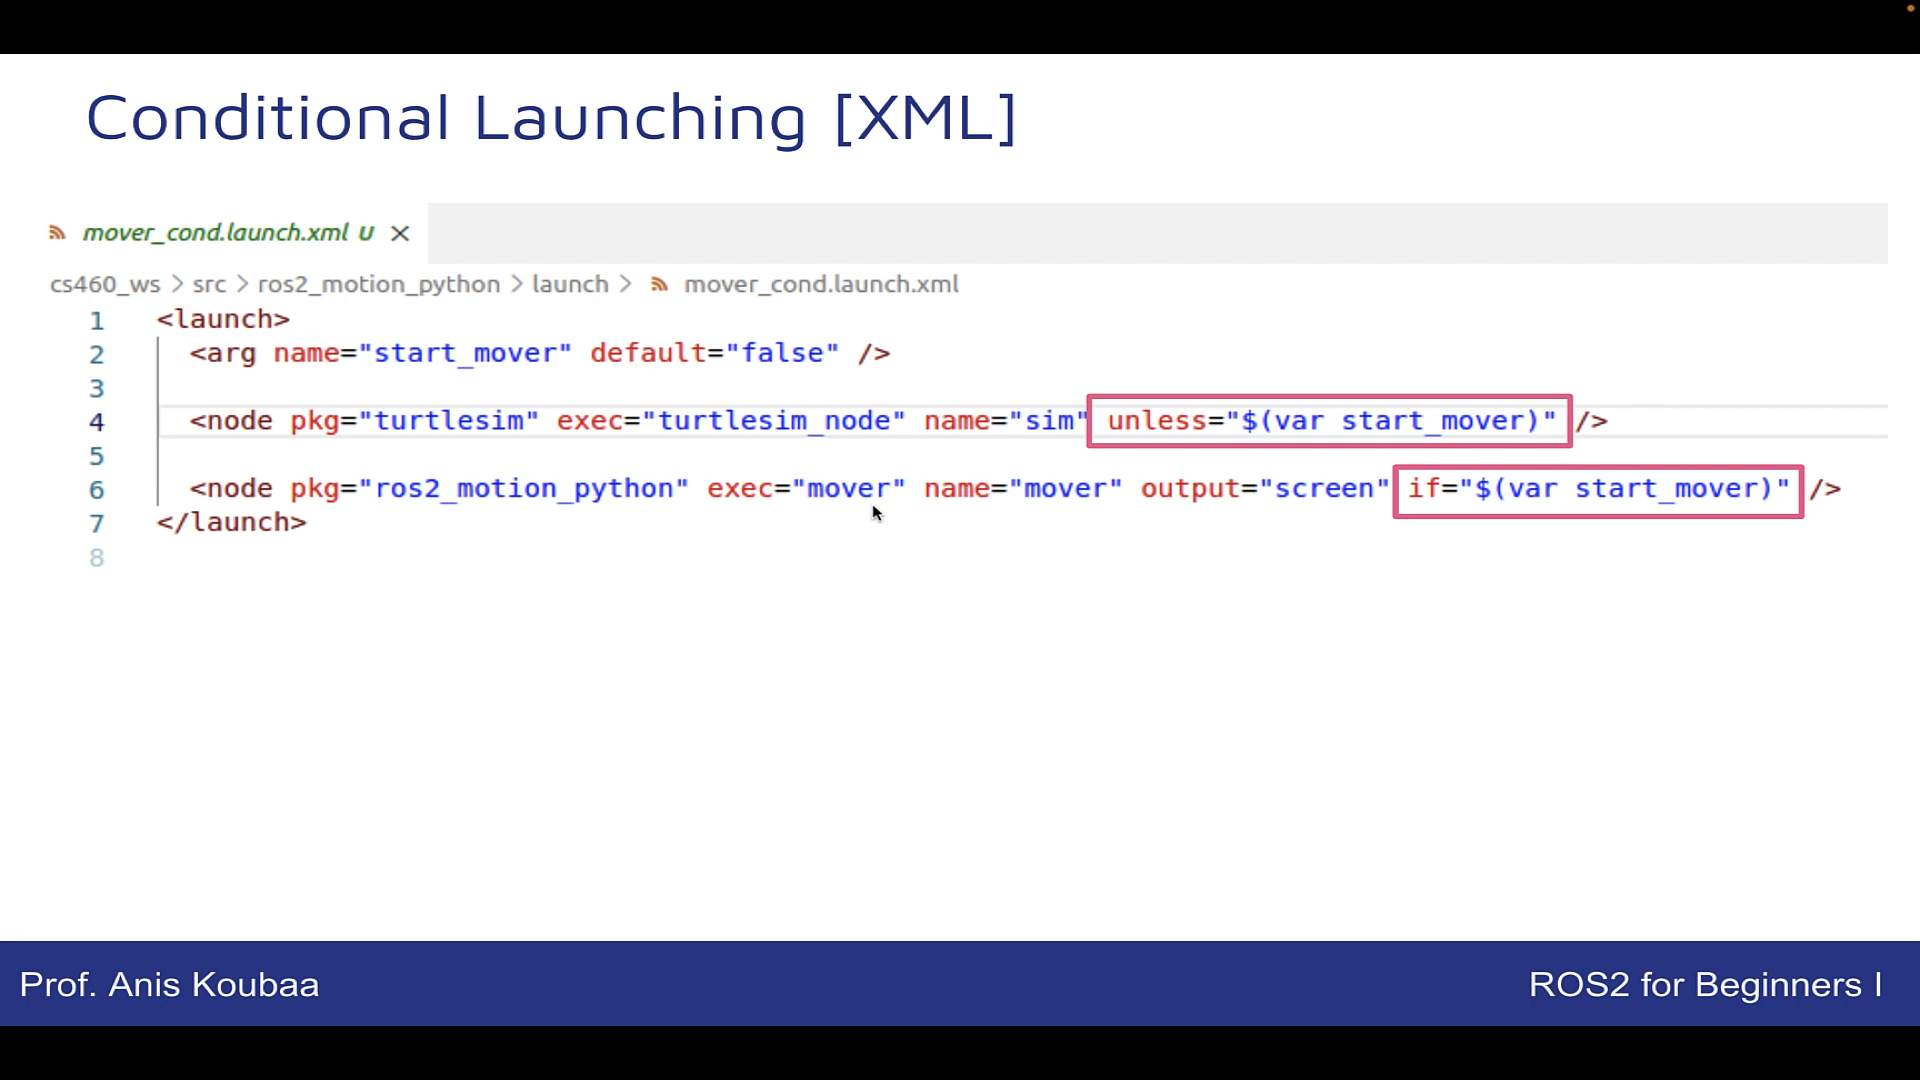 Conditional Launching [XML]
mover_cond.launch.xml U ×
cs460_ws > src > ros2_motion_python > launch > mover_cond.launch.xml
1 <launch>
2 <arg name="start_mover" default="false" />
3
4 <node pkg="turtlesim" exec="turtlesim_node" name="sim" unless="$(var start_mover)" />
5
6 <node pkg="ros2_motion_python" exec="mover" name="mover" output="screen" if="$(var start_mover)" />
7 </launch>
8
Prof. Anis Koubaa
ROS2 for Beginners I